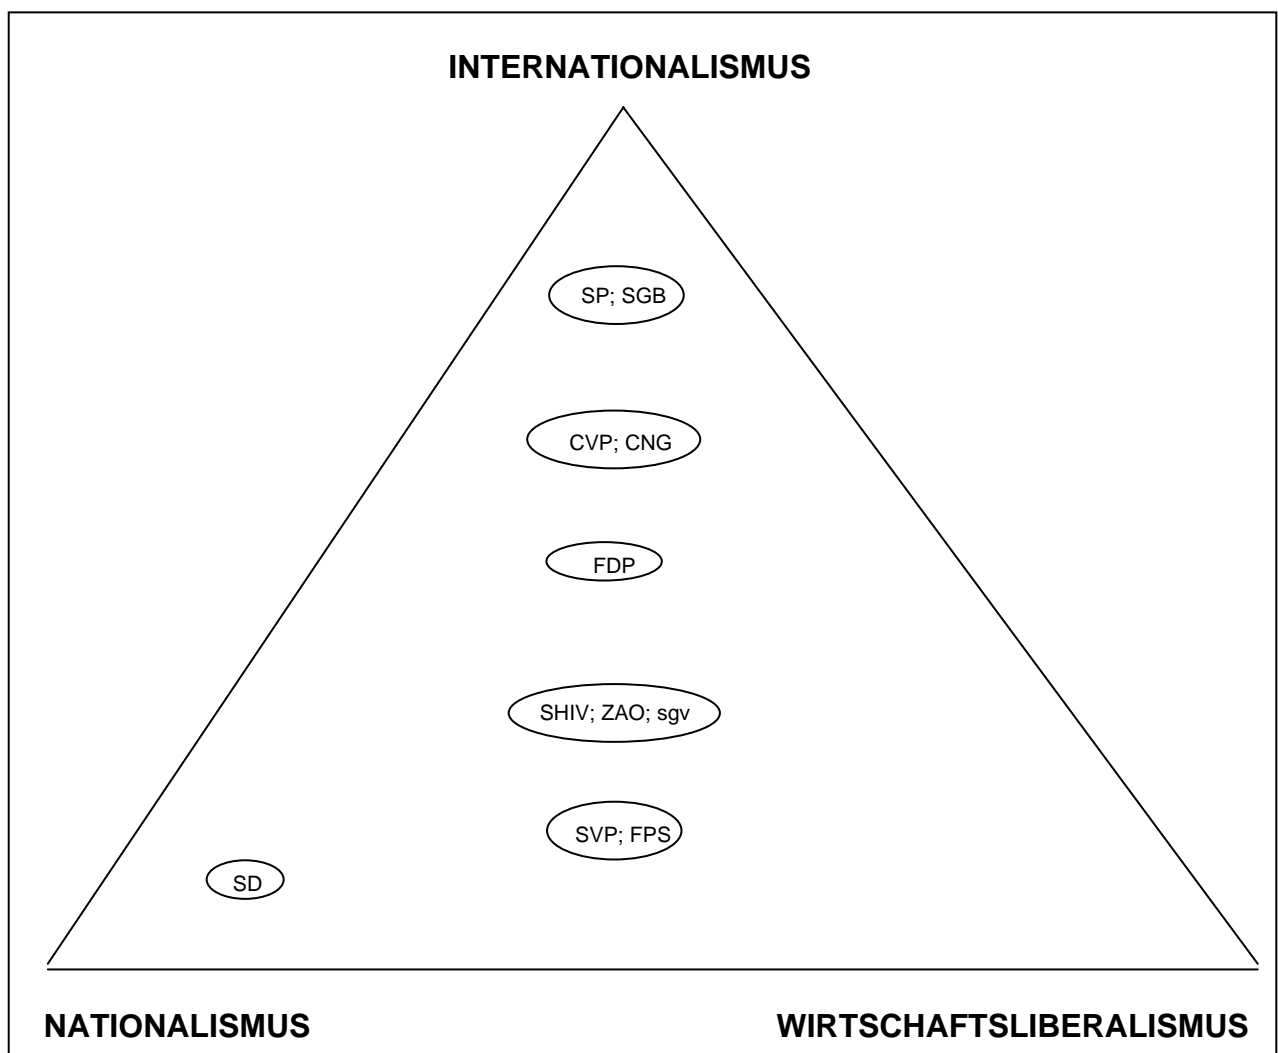 INTERNATIONALISMUS
SP; SGB
CVP; CNG
FDP
SHIV; ZAO; sgv
SVP; FPS
SD
NATIONALISMUS
WIRTSCHAFTSLIBERALISMUS